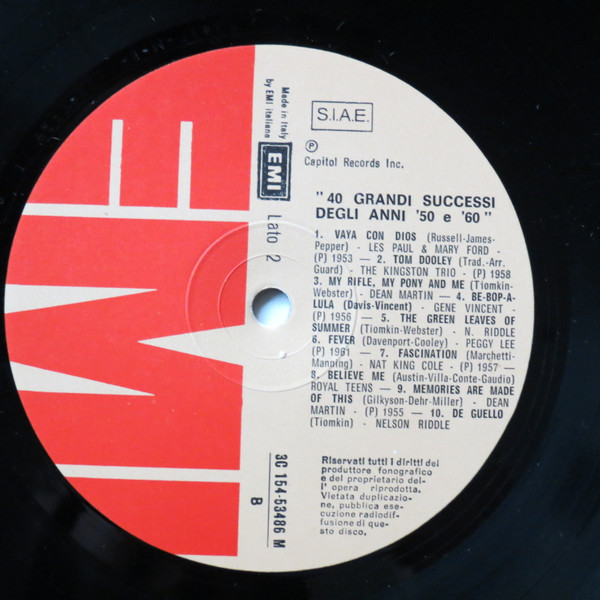 S.I.A.E.
Ⓟ
Capitol Records Inc.
"40 GRANDI SUCCESSI
DEGLI ANNI '50 e '60"
1. VAYA CON DIOS (Russell-James-
Pepper) - LES PAUL & MARY FORD -
(P) 1953 — 2. TOM DOOLEY (Trad.-Arr.
Guard) - THE KINGSTON TRIO - (P) 1958
3. MY RIFLE, MY PONY AND ME (Tiomkin-
Webster) - DEAN MARTIN - 4. BE-BOP-A-
LULA (Davis-Vincent) - GENE VINCENT -
(P) 1956 — 5. THE GREEN LEAVES OF
SUMMER (Tiomkin-Webster) - N. RIDDLE
6. FEVER (Davenport-Cooley) - PEGGY LEE
(P) 1961 — 7. FASCINATION (Marchetti-
Manning) - NAT KING COLE - (P) 1957 —
8. BELIEVE ME (Austin-Villa-Conte-Gaudio)
ROYAL TEENS — 9. MEMORIES ARE MADE
OF THIS (Gilkyson-Dehr-Miller) - DEAN
MARTIN - (P) 1955 — 10. DE GUELLO
(Tiomkin) - NELSON RIDDLE
Riservati tutti i diritti del
produttore fonografico
e del proprietario del-
l' opera riprodotta.
Vietata duplicazio-
ne, pubblica ese-
cuzione radiodif-
fusione di que-
sto disco.
Made in Italy
by EMI italiana
EMI
Lato 2
3C 154-53486 M
B
EMI